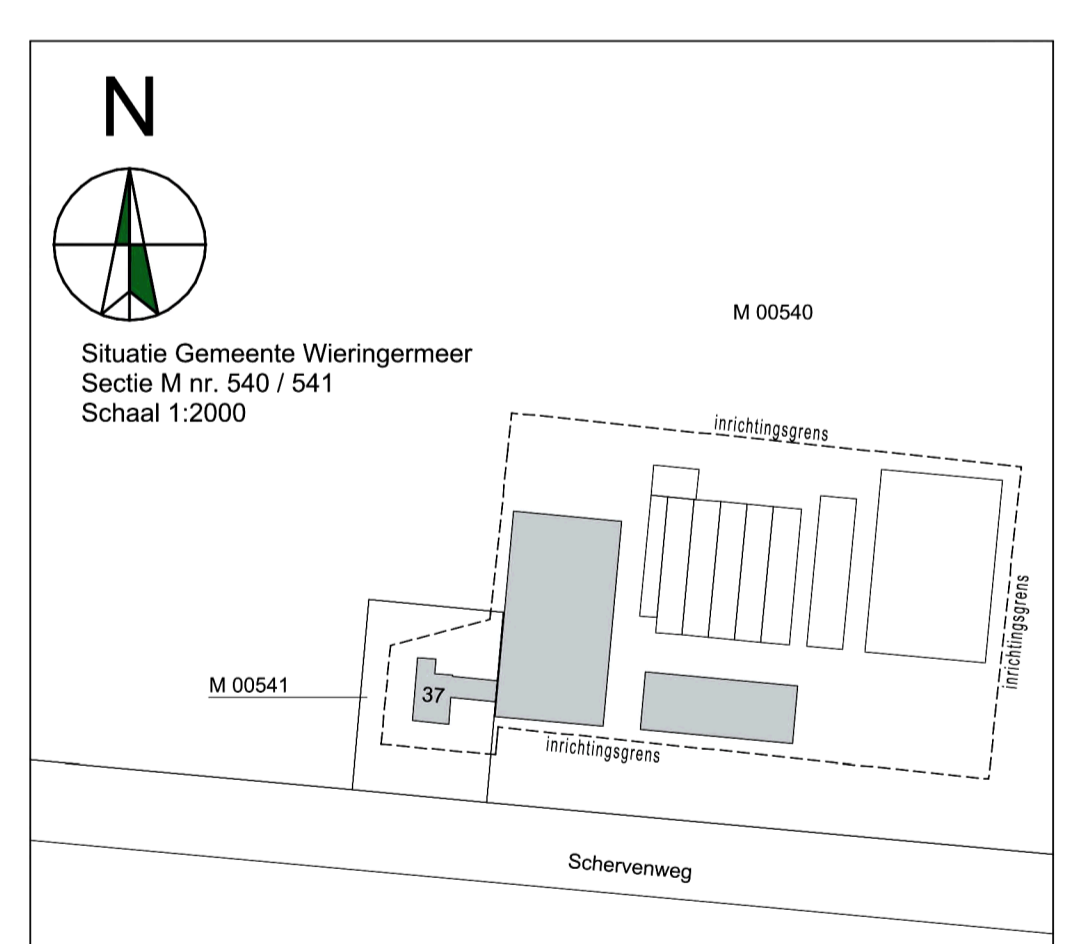 N
Situatie Gemeente Wieringermeer
Sectie M nr. 540 / 541
Schaal 1:2000
M 00540
inrichtingsgrens
inrichtingsgrens
M 00541
37
inrichtingsgrens
Schervenweg